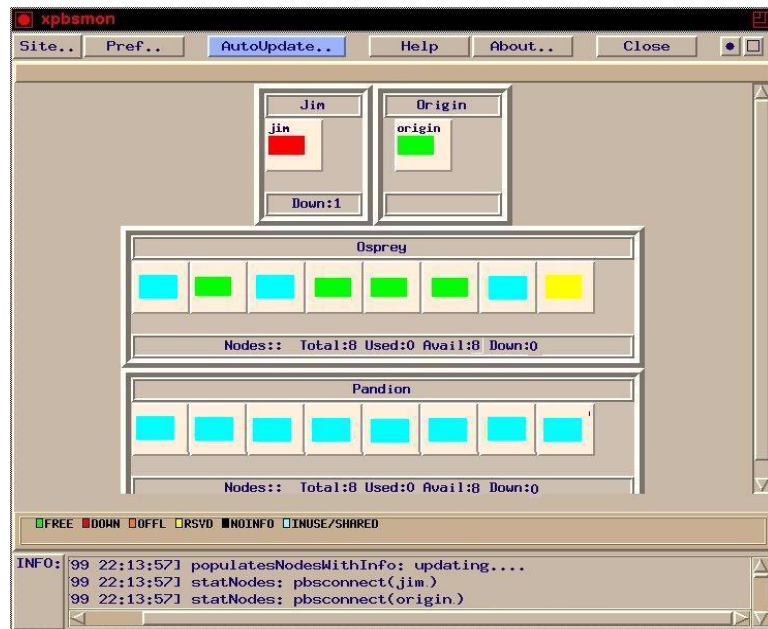 xpbsmon
Site.. Pref.. AutoUpdate.. Help About.. Close
Jim Origin
jim origin
Down:1
Osprey
Nodes:: Total:8 Used:0 Avail:8 Down:0
Pandion
Nodes:: Total:8 Used:0 Avail:8 Down:0
FREE DOWN OFFL RSVD NOINFO INUSE/SHARED
INFO: '99 22:13:57] populatesNodesWithInfo: updating....
'99 22:13:57] statNodes: pbsconnect(jim.)
'99 22:13:57] statNodes: pbsconnect(origin.)